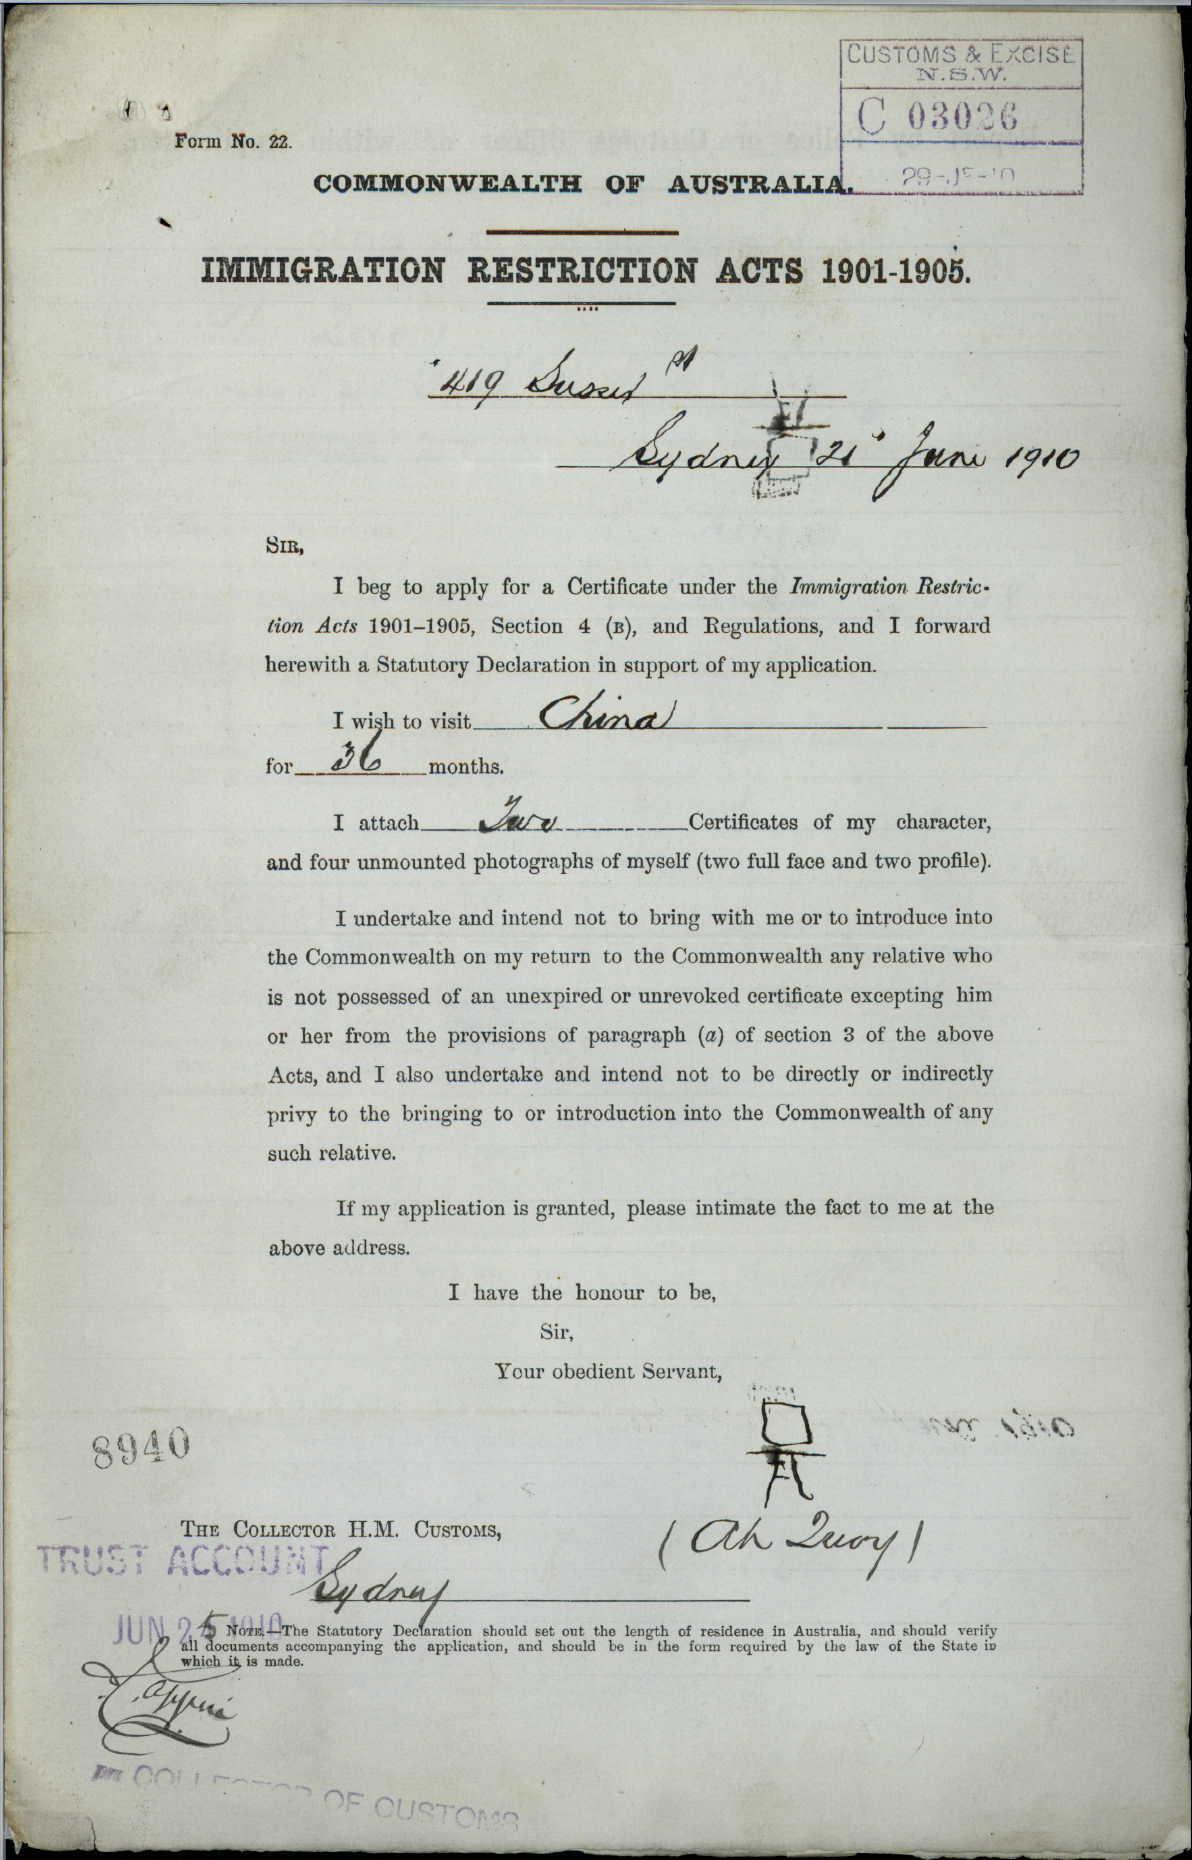 CUSTOMS & EXCISE
N.S.W.
C 03026
Form No. 22.
COMMONWEALTH OF AUSTRALIA.
IMMIGRATION RESTRICTION ACTS 1901-1905.
419 Sussex St
Sydney 21 June 1910
SIR,
I beg to apply for a Certificate under the Immigration Restric-
tion Acts 1901-1905, Section 4 (B), and Regulations, and I forward
herewith a Statutory Declaration in support of my application.
I wish to visit China
for 36 months.
I attach Two Certificates of my character,
and four unmounted photographs of myself (two full face and two profile).
I undertake and intend not to bring with me or to introduce into
the Commonwealth on my return to the Commonwealth any relative who
is not possessed of an unexpired or unrevoked certificate excepting him
or her from the provisions of paragraph (a) of section 3 of the above
Acts, and I also undertake and intend not to be directly or indirectly
privy to the bringing to or introduction into the Commonwealth of any
such relative.
If my application is granted, please intimate the fact to me at the
above address.
I have the honour to be,
Sir,
Your obedient Servant,
8940
THE COLLECTOR H.M. CUSTOMS,
(Ah Quoy)
TRUST ACCOUNT
Sydney
JUN 25 1910
NOTE.—The Statutory Declaration should set out the length of residence in Australia, and should verify
all documents accompanying the application, and should be in the form required by the law of the State in
which it is made.
COLLECTOR OF CUSTOMS